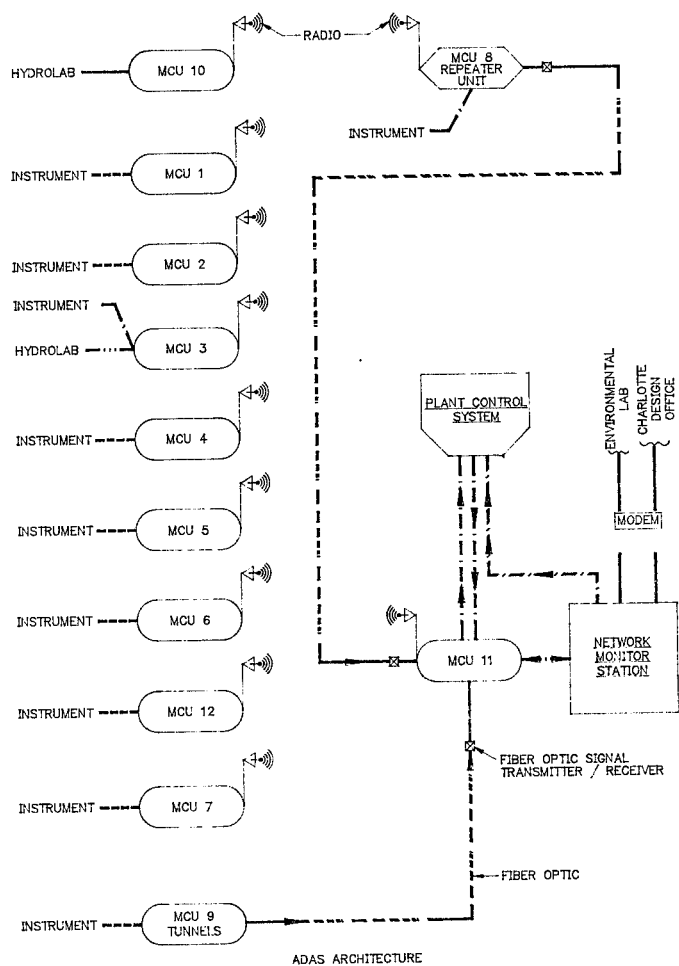 RADIO
HYDROLAB
MCU 10
MCU 8
REPEATER
UNIT
INSTRUMENT
INSTRUMENT
MCU 1
INSTRUMENT
MCU 2
INSTRUMENT
HYDROLAB
MCU 3
PLANT CONTROL
SYSTEM
ENVIRONMENTAL
LAB
CHARLOTTE
DESIGN
OFFICE
INSTRUMENT
MCU 4
INSTRUMENT
MCU 5
MODEM
INSTRUMENT
MCU 6
MCU 11
NETWORK
MONITOR
STATION
INSTRUMENT
MCU 12
FIBER OPTIC SIGNAL
TRANSMITTER / RECEIVER
INSTRUMENT
MCU 7
FIBER OPTIC
INSTRUMENT
MCU 9
TUNNELS
ADAS ARCHITECTURE